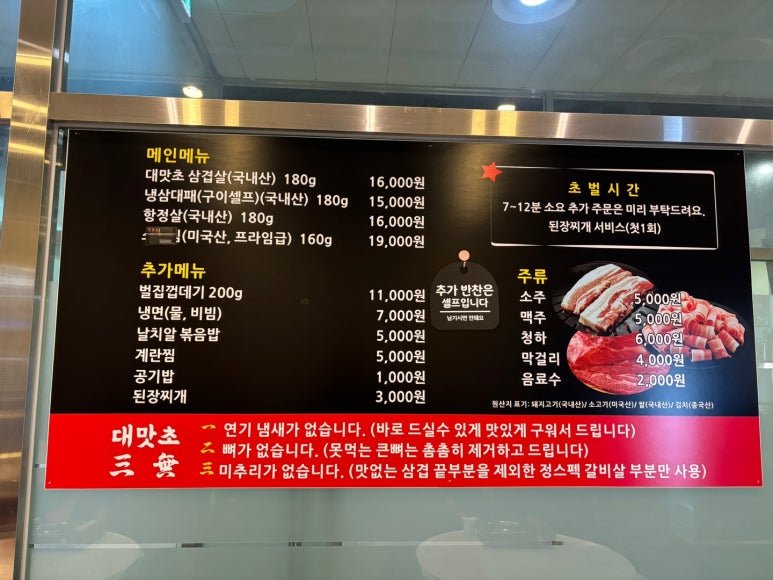 메인메뉴
대맛초 삼겹살(국내산) 180g 16,000원
냉삼대패(구이셀프)(국내산) 180g 15,000원
항정살(국내산) 180g 16,000원
(미국산, 프라임급) 160g 19,000원
추가메뉴
벌집껍데기 200g 11,000원
냉면(물, 비빔) 7,000원
날치알 볶음밥 5,000원
계란찜 5,000원
공기밥 1,000원
된장찌개 3,000원
추가 반찬은
셀프입니다
남기시면 안돼요
초벌시간
7~12분 소요 추가 주문은 미리 부탁드려요.
된장찌개 서비스(첫1회)
주류
소주 5,000원
맥주 5,000원
청하 6,000원
막걸리 4,000원
음료수 2,000원
원산지 표기: 돼지고기(국내산)/ 소고기(미국산)/ 쌀(국내산)/ 김치(중국산)
대맛초
三無
一 연기 냄새가 없습니다. (바로 드실수 있게 맛있게 구워서 드립니다)
二 뼈가 없습니다. (못먹는 큰뼈는 촘촘히 제거하고 드립니다)
三 미추리가 없습니다. (맛없는 삼겹 끝부분을 제외한 정스펙 갈비살 부분만 사용)